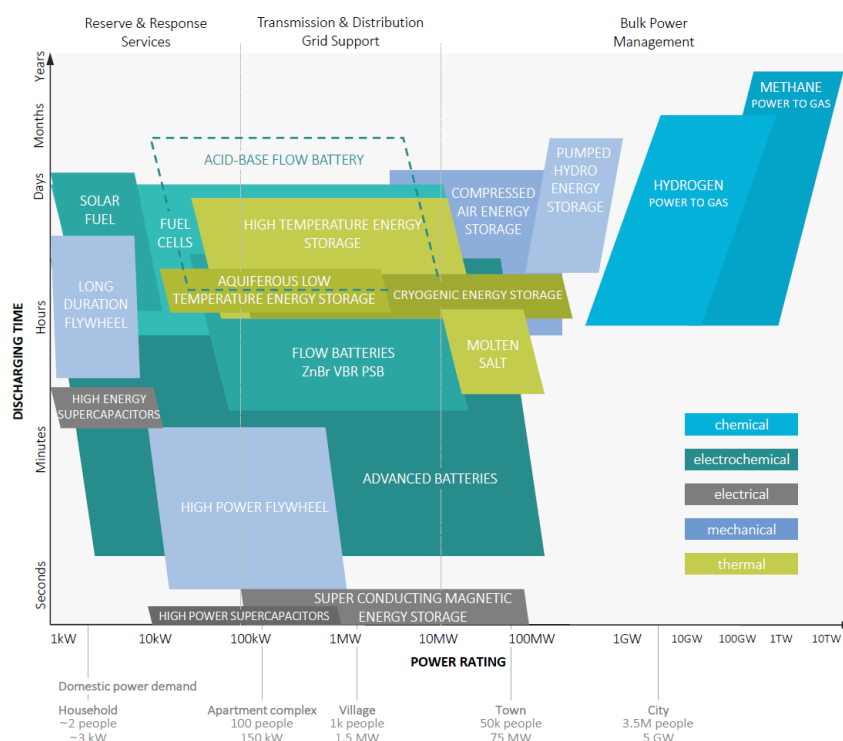 Reserve & Response
Services
Transmission & Distribution
Grid Support
Bulk Power
Management
DISCHARGING TIME
Years
Months
Days
Hours
Minutes
Seconds
METHANE
POWER TO GAS
HYDROGEN
POWER TO GAS
PUMPED
HYDRO
ENERGY
STORAGE
COMPRESSED
AIR ENERGY
STORAGE
ACID-BASE FLOW BATTERY
SOLAR
FUEL
FUEL
CELLS
HIGH TEMPERATURE ENERGY
STORAGE
AQUIFEROUS LOW
TEMPERATURE ENERGY STORAGE
CRYOGENIC ENERGY STORAGE
LONG
DURATION
FLYWHEEL
FLOW BATTERIES
ZnBr VBR PSB
MOLTEN
SALT
HIGH ENERGY
SUPERCAPACITORS
ADVANCED BATTERIES
HIGH POWER FLYWHEEL
SUPER CONDUCTING MAGNETIC
ENERGY STORAGE
HIGH POWER SUPERCAPACITORS
chemical
electrochemical
electrical
mechanical
thermal
1kW 10kW 100kW 1MW 10MW 100MW 1GW 10GW 100GW 1TW 10TW
POWER RATING
Domestic power demand
Household
~2 people
~3 kW
Apartment complex
100 people
150 kW
Village
1k people
1.5 MW
Town
50k people
75 MW
City
3.5M people
5 GW